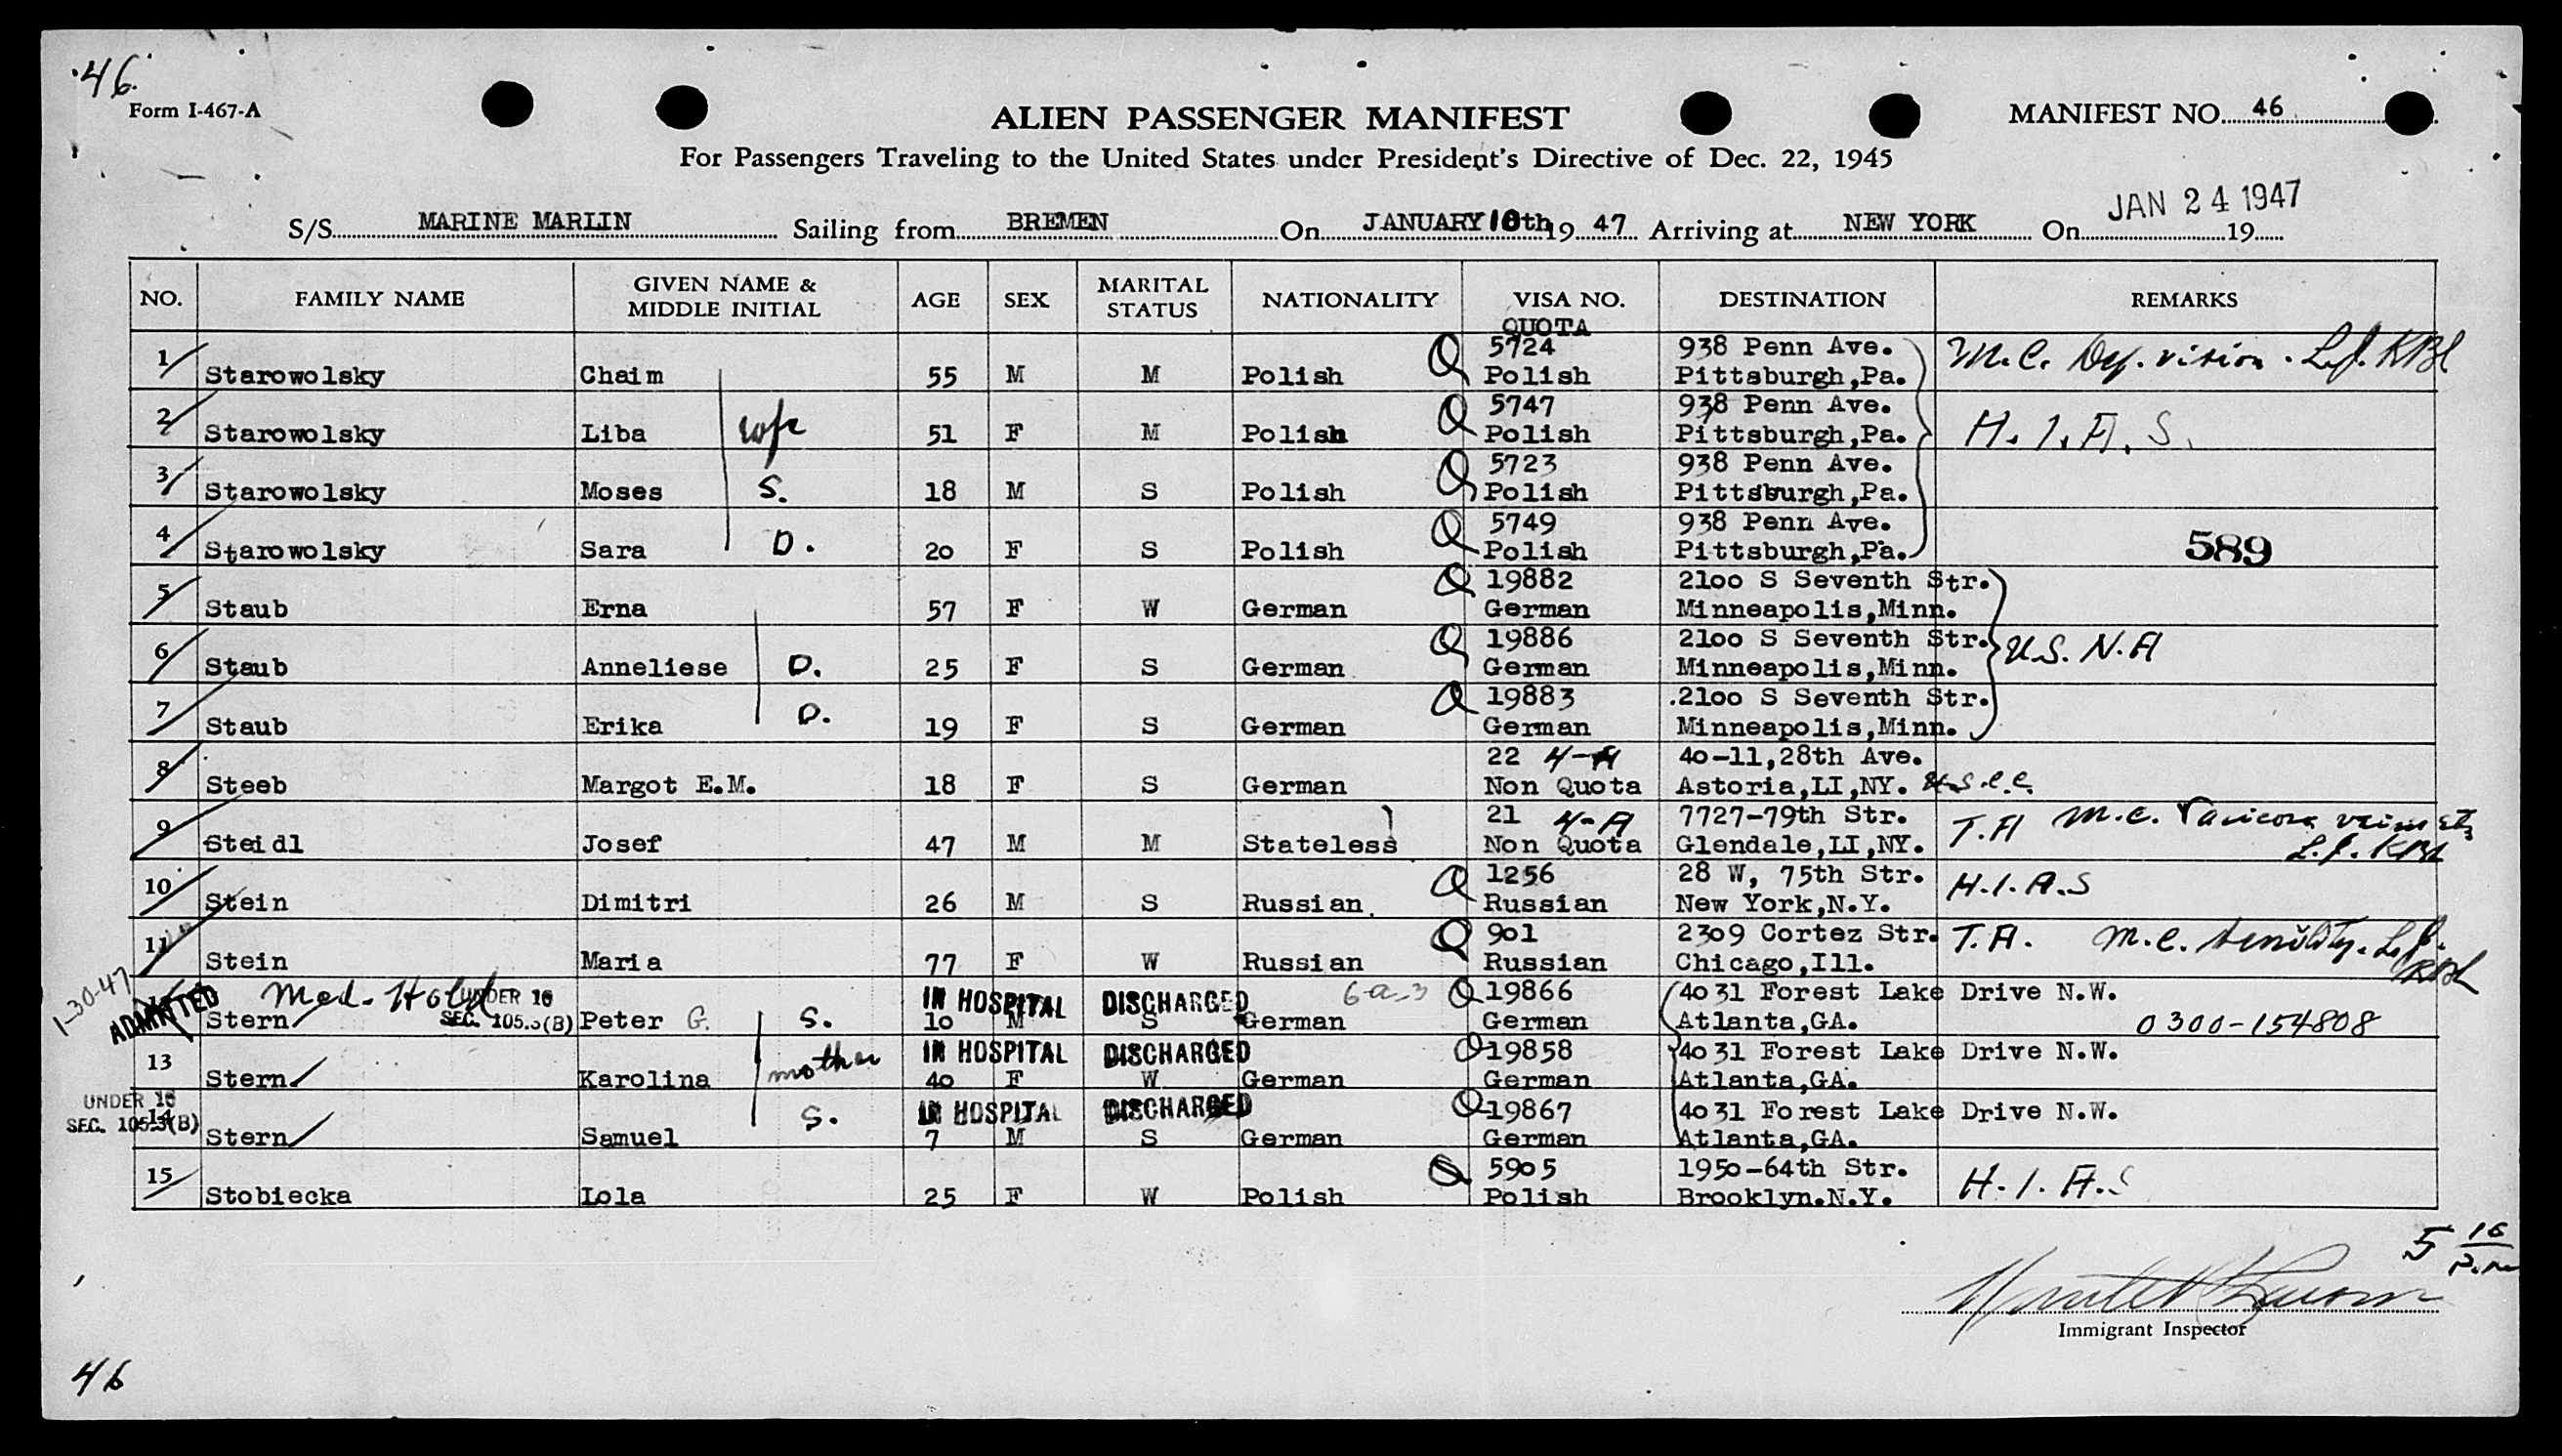 46
Form I-467-A
ALIEN PASSENGER MANIFEST
MANIFEST NO. 46
For Passengers Traveling to the United States under President's Directive of Dec. 22, 1945
S/S MARINE MARLIN Sailing from BREMEN On JANUARY 10th 19 47 Arriving at NEW YORK On JAN 24 1947 19
NO. FAMILY NAME GIVEN NAME & MIDDLE INITIAL AGE SEX MARITAL STATUS NATIONALITY VISA NO. DESTINATION REMARKS
QUOTA
Q 5724 938 Penn Ave.
1 Starowolsky Chaim 55 M M Polish Polish Pittsburgh,Pa. M.C. Def. vision.
Q 5747 938 Penn Ave.
2 Starowolsky Liba wife 51 F M Polish Polish Pittsburgh,Pa. H.I.A.S.
Q 5723 938 Penn Ave.
3 Starowolsky Moses S. 18 M S Polish Polish Pittsburgh,Pa.
Q 5749 938 Penn Ave.
4 Starowolsky Sara D. 20 F S Polish Polish Pittsburgh,Pa. 589
Q 19882 2100 S Seventh Str.
5 Staub Erna 57 F W German German Minneapolis,Minn.
Q 19886 2100 S Seventh Str.
6 Staub Anneliese D. 25 F S German German Minneapolis,Minn. U.S.N.A
Q 19883 2100 S Seventh Str.
7 Staub Erika D. 19 F S German German Minneapolis,Minn.
22 4-A 40-11,28th Ave.
8 Steeb Margot E.M. 18 F S German Non Quota Astoria,LI,NY. U.S.C.C.
21 4-A 7727-79th Str.
9 Steidl Josef 47 M M Stateless Non Quota Glendale,LI,NY. T.A M.C. Varicose veins
Q 1256 28 W, 75th Str.
10 Stein Dimitri 26 M S Russian Russian New York,N.Y. H.I.A.S
Q 901 2309 Cortez Str.
11 Stein Maria 77 F W Russian Russian Chicago,Ill. T.A. M.C. Senility.
1-30-47 ADMITTED Med. Hold UNDER 16 SEC. 105.3(B) IN HOSPITAL DISCHARGED Q 19866 4031 Forest Lake Drive N.W.
Stern Peter G. S. 10 M S German German Atlanta,GA. 0300-154808
IN HOSPITAL DISCHARGED Q 19858 4031 Forest Lake Drive N.W.
13 Stern Karolina mother 40 F W German German Atlanta,GA.
UNDER 16 SEC. 105.3(B) IN HOSPITAL DISCHARGED Q 19867 4031 Forest Lake Drive N.W.
14 Stern Samuel S. 7 M S German German Atlanta,GA.
Q 5905 1950-64th Str.
15 Stobiecka Lola 25 F W Polish Polish Brooklyn.N.Y. H.I.A.S
5 16 P.M
Immigrant Inspector
46